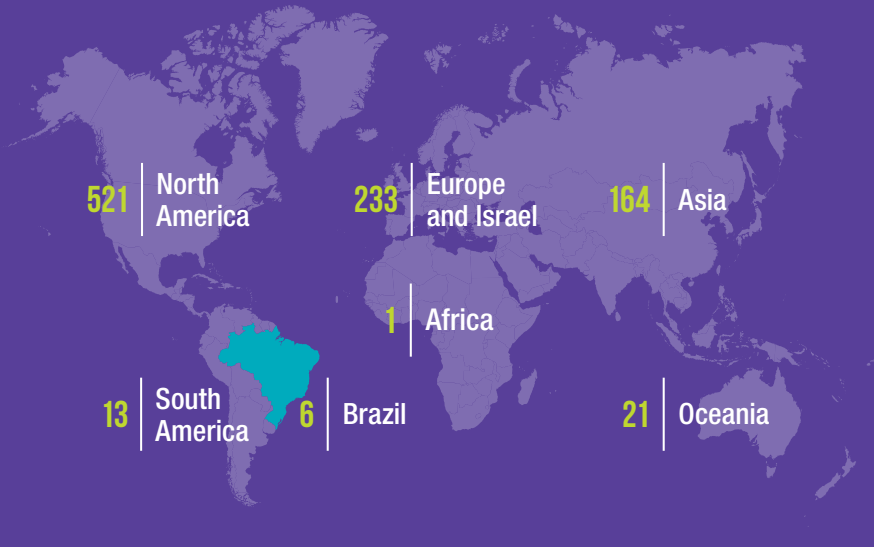 521
North
America
233
Europe
and Israel
164
Asia
1
Africa
13
South
America
6
Brazil
21
Oceania